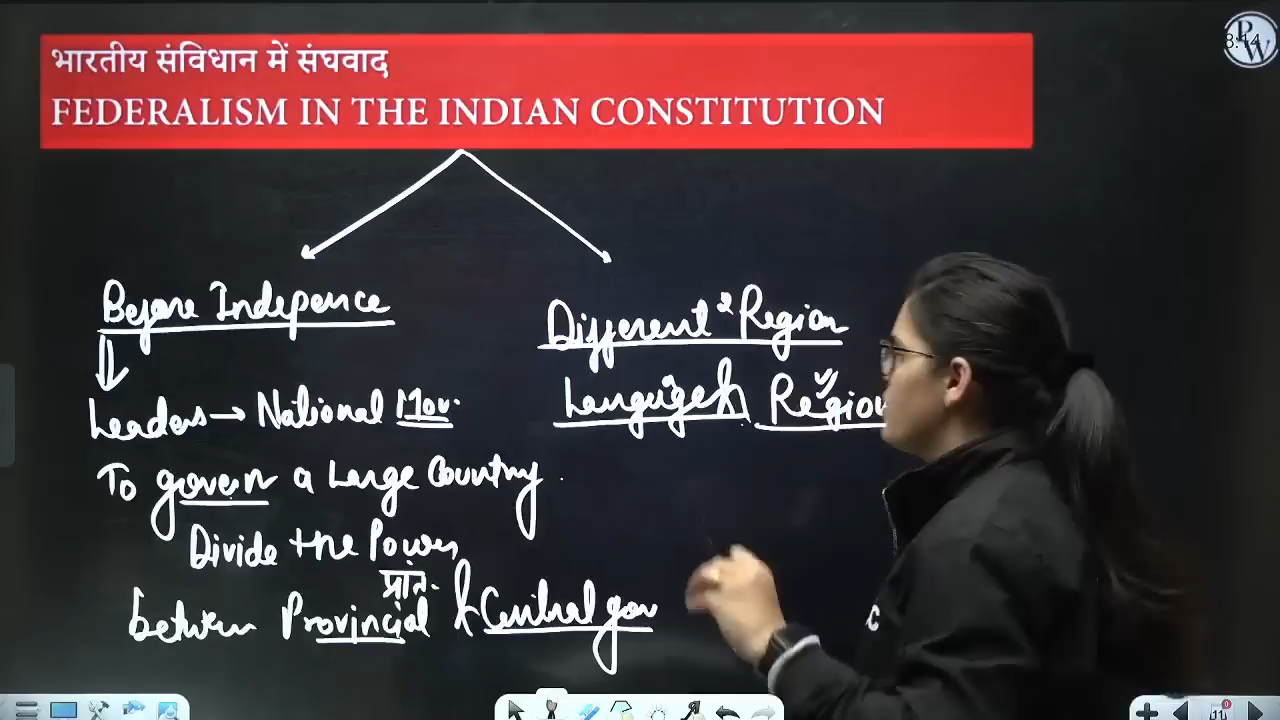 भारतीय संविधान में संघवाद
FEDERALISM IN THE INDIAN CONSTITUTION
PW
Before Indepence
Leaders → National Mov.
To govern a Large Country.
Divide the Power
प्रांत.
between Provincial & Central gov
Different Region
Region